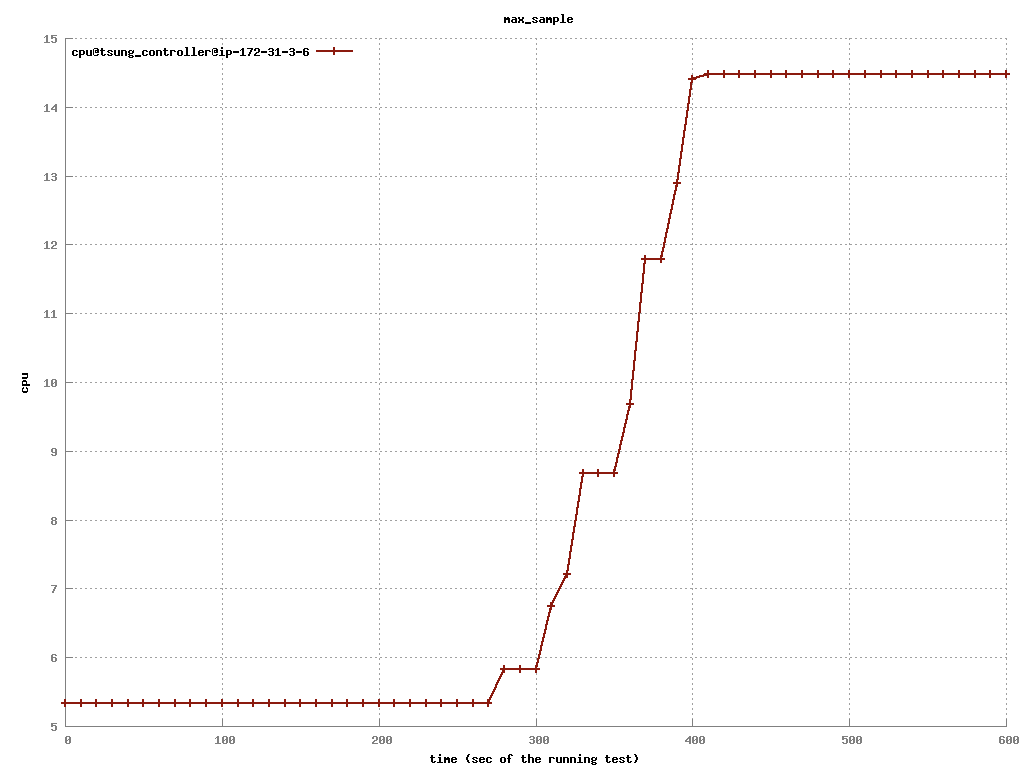 max_sample
cpu@tsung_controller@ip-172-31-3-6
15
14
13
12
11
10
9
8
7
6
5
cpu
0 100 200 300 400 500 600
time (sec of the running test)